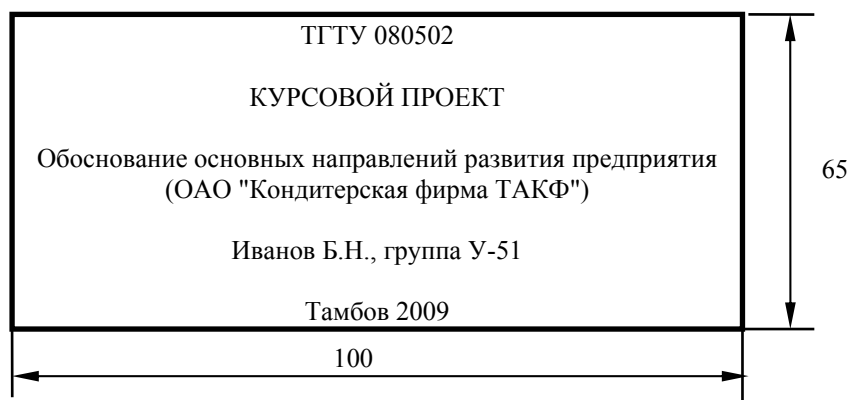 ТГТУ 080502
КУРСОВОЙ ПРОЕКТ
Обоснование основных направлений развития предприятия
(ОАО "Кондитерская фирма ТАКФ")
65
Иванов Б.Н., группа У-51
Тамбов 2009
100